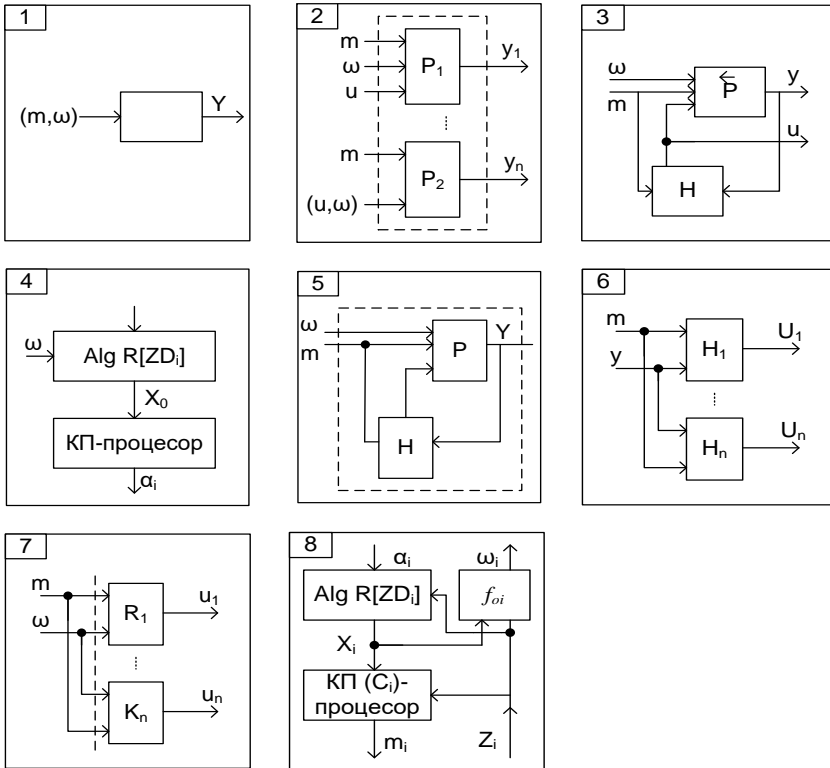 1
(m,ω)
Y
2
m
ω
u
P₁
y₁
m
(u,ω)
P₂
yₙ
3
ω
m
P
y
u
H
4
ω
Alg R[ZDᵢ]
X₀
КП-процесор
αᵢ
5
ω
m
P
Y
H
6
m
y
H₁
U₁
Hₙ
Uₙ
7
m
ω
R₁
u₁
Kₙ
uₙ
8
αᵢ
ωᵢ
Alg R[ZDᵢ]
fₒᵢ
Xᵢ
КП (Cᵢ)-
процесор
mᵢ
Zᵢ